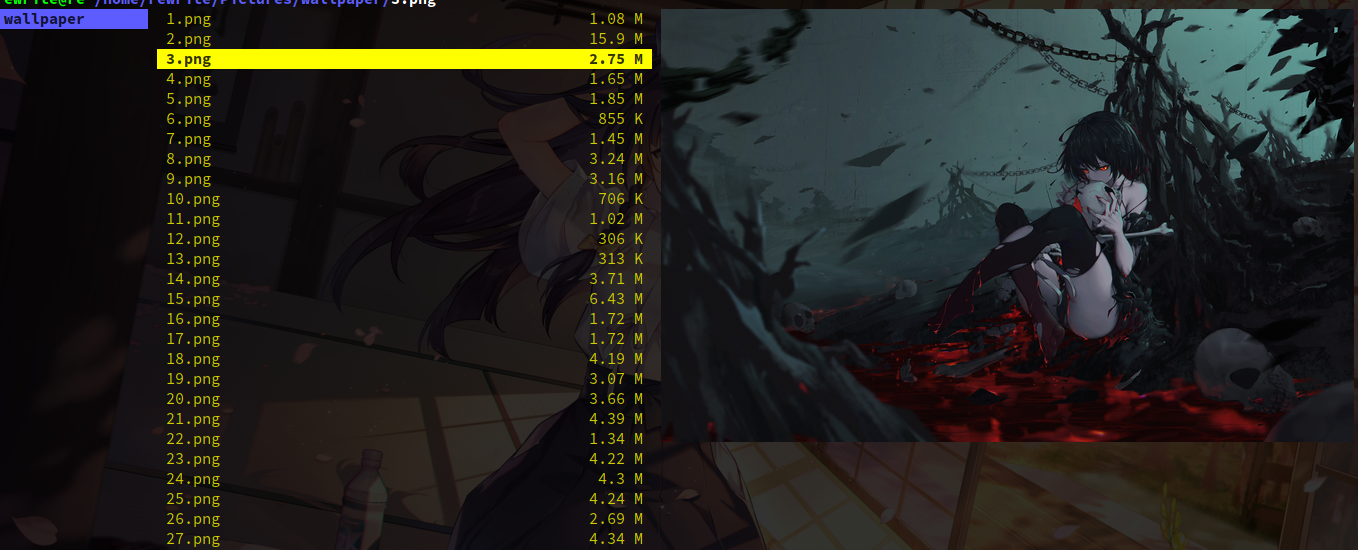 ewrite@re /home/rewrite/Pictures/wallpaper/3.png
wallpaper
1.png 1.08 M
2.png 15.9 M
3.png 2.75 M
4.png 1.65 M
5.png 1.85 M
6.png 855 K
7.png 1.45 M
8.png 3.24 M
9.png 3.16 M
10.png 706 K
11.png 1.02 M
12.png 306 K
13.png 313 K
14.png 3.71 M
15.png 6.43 M
16.png 1.72 M
17.png 1.72 M
18.png 4.19 M
19.png 3.07 M
20.png 3.66 M
21.png 4.39 M
22.png 1.34 M
23.png 4.22 M
24.png 4.3 M
25.png 4.24 M
26.png 2.69 M
27.png 4.34 M